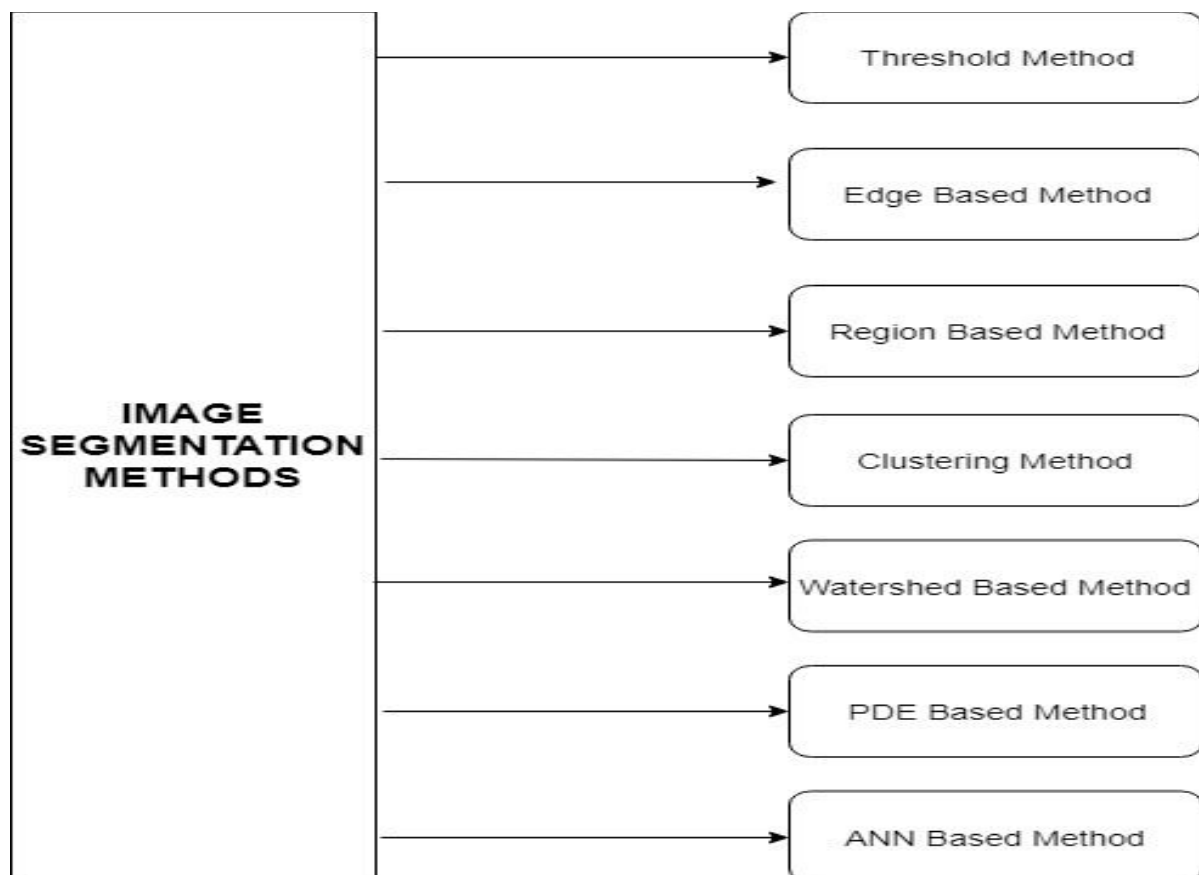 IMAGE
SEGMENTATION
METHODS
Threshold Method
Edge Based Method
Region Based Method
Clustering Method
Watershed Based Method
PDE Based Method
ANN Based Method